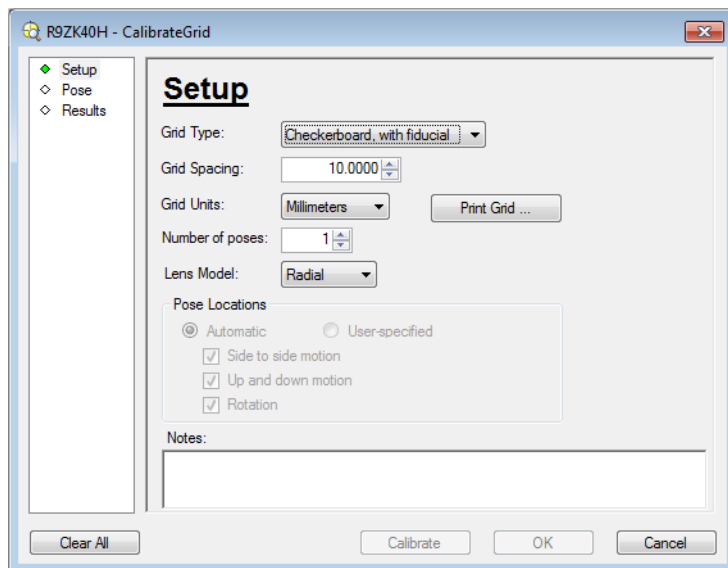 R9ZK40H - CalibrateGrid
Setup
Pose
Results
Setup
Grid Type: Checkerboard, with fiducial
Grid Spacing: 10.0000
Grid Units: Millimeters Print Grid ...
Number of poses: 1
Lens Model: Radial
Pose Locations
Automatic User-specified
Side to side motion
Up and down motion
Rotation
Notes:
Clear All Calibrate OK Cancel